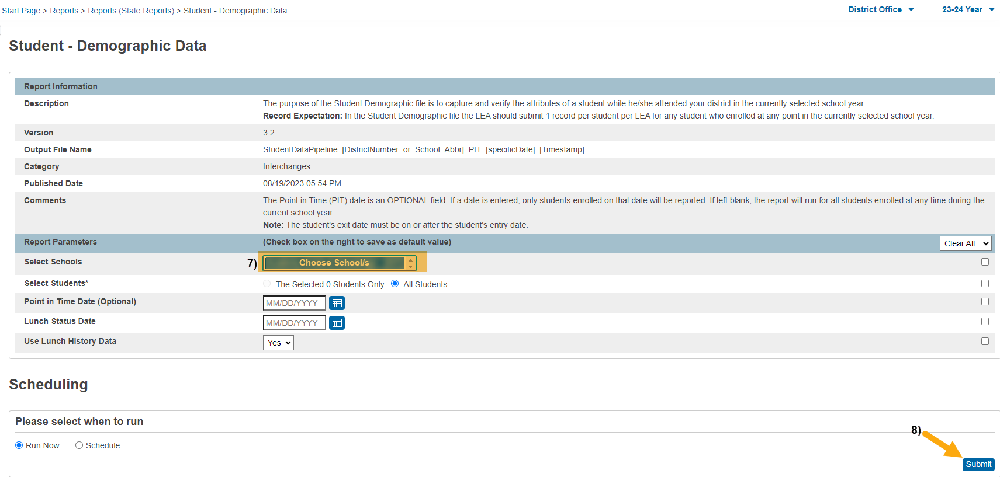 Start Page > Reports > Reports (State Reports) > Student - Demographic Data
District Office
23-24 Year
Student - Demographic Data
Report Information
Description
The purpose of the Student Demographic file is to capture and verify the attributes of a student while he/she attended your district in the currently selected school year.
Record Expectation: In the Student Demographic file the LEA should submit 1 record per student per LEA for any student who enrolled at any point in the currently selected school year.
Version
3.2
Output File Name
StudentDataPipeline_[DistrictNumber_or_School_Abbr]_PIT_[specificDate]_[Timestamp]
Category
Interchanges
Published Date
08/19/2023 05:54 PM
Comments
The Point in Time (PIT) date is an OPTIONAL field. If a date is entered, only students enrolled on that date will be reported. If left blank, the report will run for all students enrolled at any time during the
current school year.
Note: The student's exit date must be on or after the student's entry date.
Report Parameters
(Check box on the right to save as default value)
Clear All
Select Schools
7)
Choose School/s
Select Students*
The Selected 0 Students Only
All Students
Point in Time Date (Optional)
MM/DD/YYYY
Lunch Status Date
MM/DD/YYYY
Use Lunch History Data
Yes
Scheduling
Please select when to run
8)
Run Now
Schedule
Submit